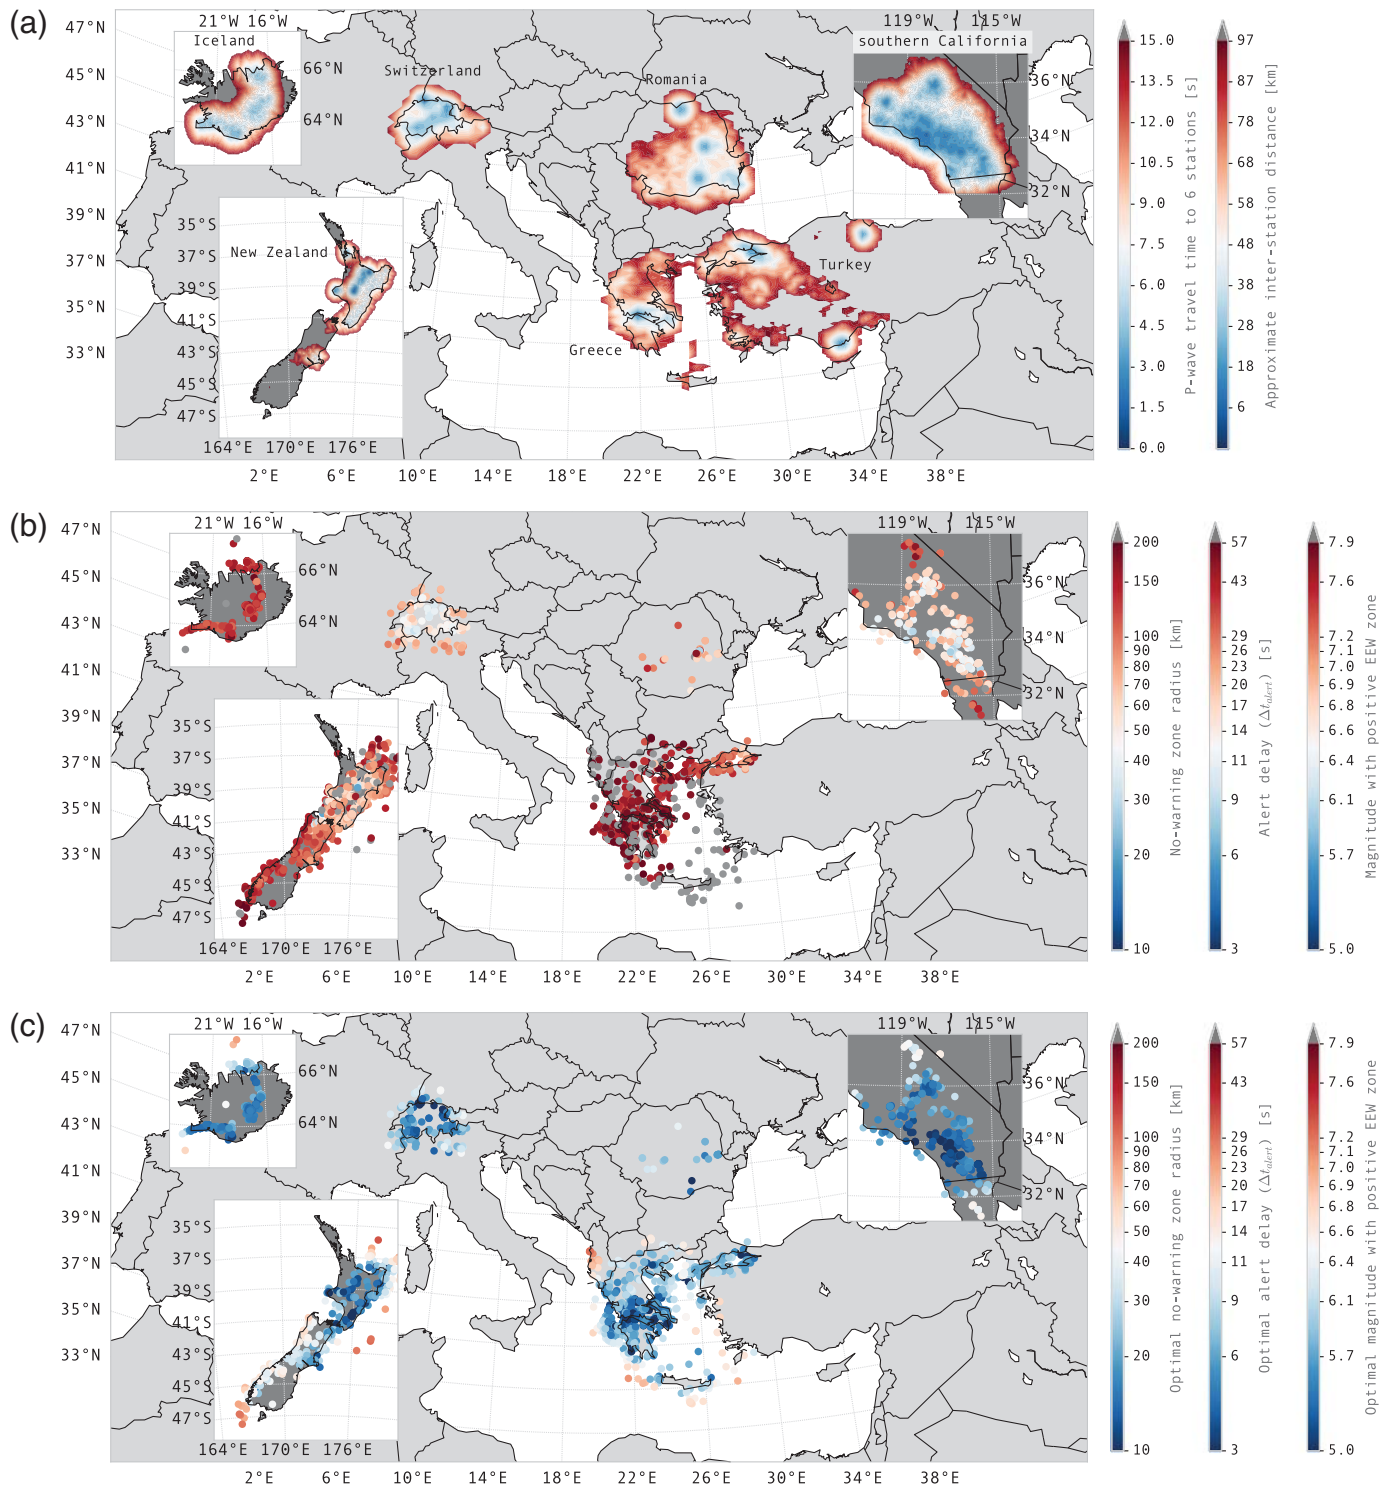 (a)
47°N
45°N
43°N
41°N
39°N
37°N
35°N
33°N
2°E 6°E 10°E 14°E 18°E 22°E 26°E 30°E 34°E 38°E
21°W 16°W
Iceland
66°N
64°N
Switzerland
Romania
119°W 115°W
southern California
36°N
34°N
32°N
New Zealand
35°S
37°S
39°S
41°S
43°S
45°S
47°S
164°E 170°E 176°E
Greece
Turkey
15.0
13.5
12.0
10.5
9.0
7.5
6.0
4.5
3.0
1.5
0.0
P-wave travel time to 6 stations [s]
97
87
78
68
58
48
38
28
18
6
Approximate inter-station distance [km]
(b)
47°N
45°N
43°N
41°N
39°N
37°N
35°N
33°N
2°E 6°E 10°E 14°E 18°E 22°E 26°E 30°E 34°E 38°E
21°W 16°W
66°N
64°N
119°W 115°W
36°N
34°N
32°N
35°S
37°S
39°S
41°S
43°S
45°S
47°S
164°E 170°E 176°E
200
150
100
90
80
70
60
50
40
30
20
10
No-warning zone radius [km]
57
43
29
26
23
20
17
14
11
9
6
3
Alert delay (Δt_alert) [s]
7.9
7.6
7.2
7.1
7.0
6.9
6.8
6.6
6.4
6.1
5.7
5.0
Magnitude with positive EEW zone
(c)
47°N
45°N
43°N
41°N
39°N
37°N
35°N
33°N
2°E 6°E 10°E 14°E 18°E 22°E 26°E 30°E 34°E 38°E
21°W 16°W
66°N
64°N
119°W 115°W
36°N
34°N
32°N
35°S
37°S
39°S
41°S
43°S
45°S
47°S
164°E 170°E 176°E
200
150
100
90
80
70
60
50
40
30
20
10
Optimal no-warning zone radius [km]
57
43
29
26
23
20
17
14
11
9
6
3
Optimal alert delay (Δt_alert) [s]
7.9
7.6
7.2
7.1
7.0
6.9
6.8
6.6
6.4
6.1
5.7
5.0
Optimal magnitude with positive EEW zone